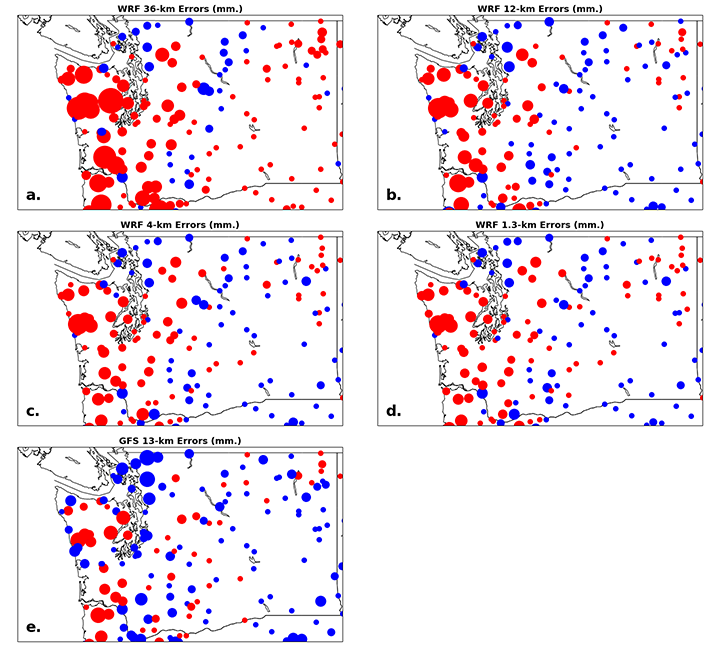 WRF 36-km Errors (mm.)
WRF 12-km Errors (mm.)
a.
b.
WRF 4-km Errors (mm.)
WRF 1.3-km Errors (mm.)
c.
d.
GFS 13-km Errors (mm.)
e.